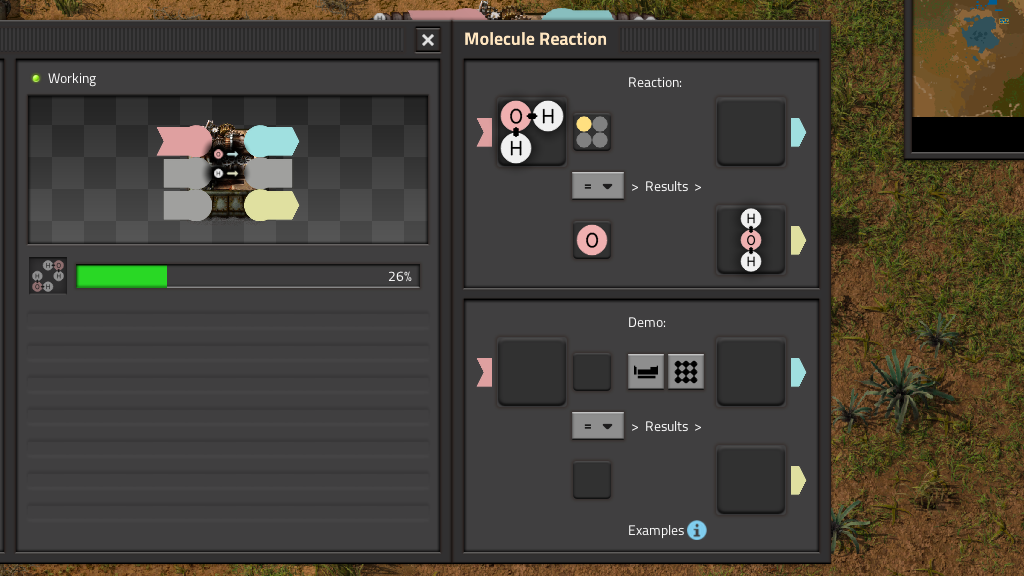 Molecule Reaction
Working
Reaction:
O H
H
= > Results >
O
H
O
H
O
H
26%
Demo:
= > Results >
Examples i